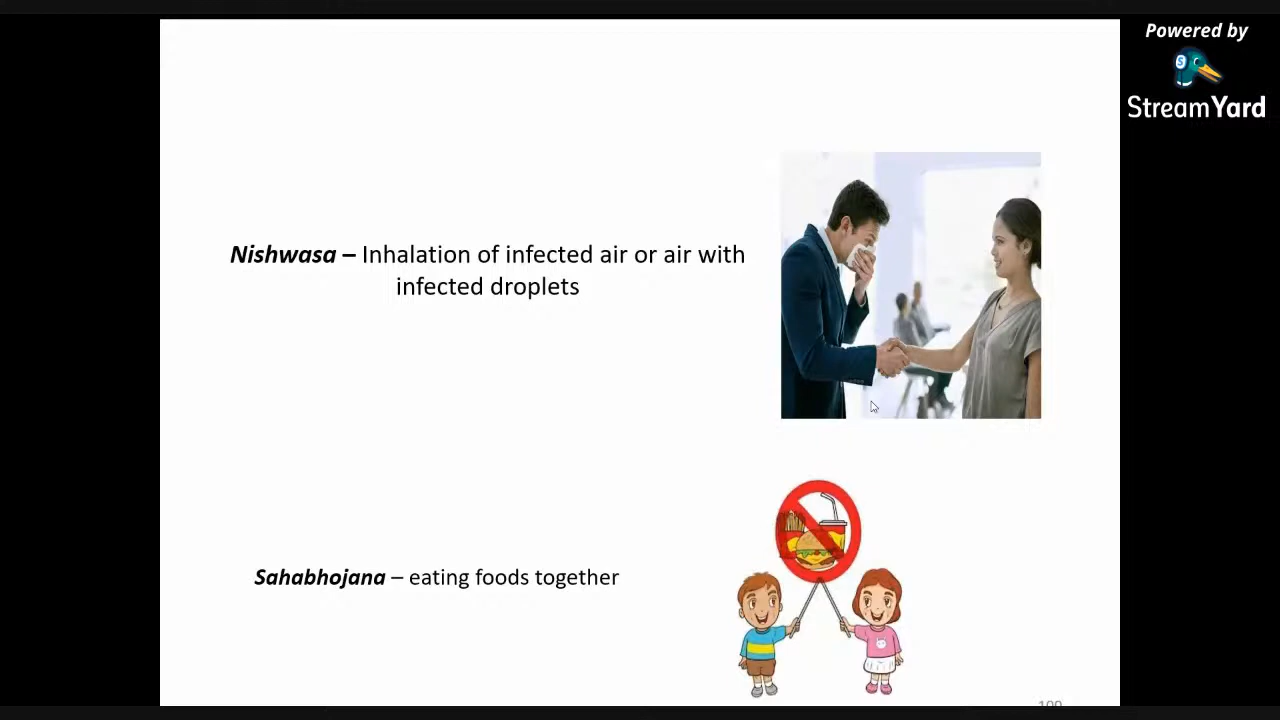 Powered by
StreamYard
Nishwasa – Inhalation of infected air or air with
infected droplets
Sahabhojana – eating foods together